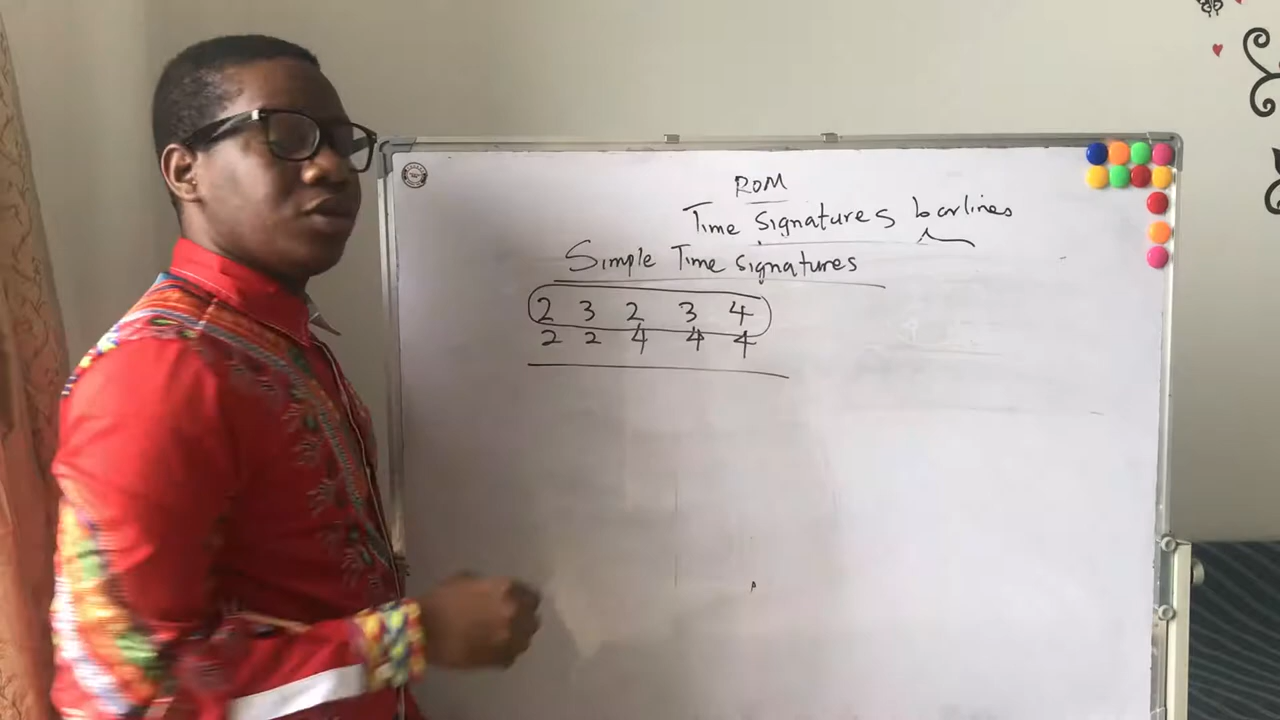 ROM
Time Signatures barlines
Simple Time Signatures
2 3 2 3 4
2 2 4 4 4